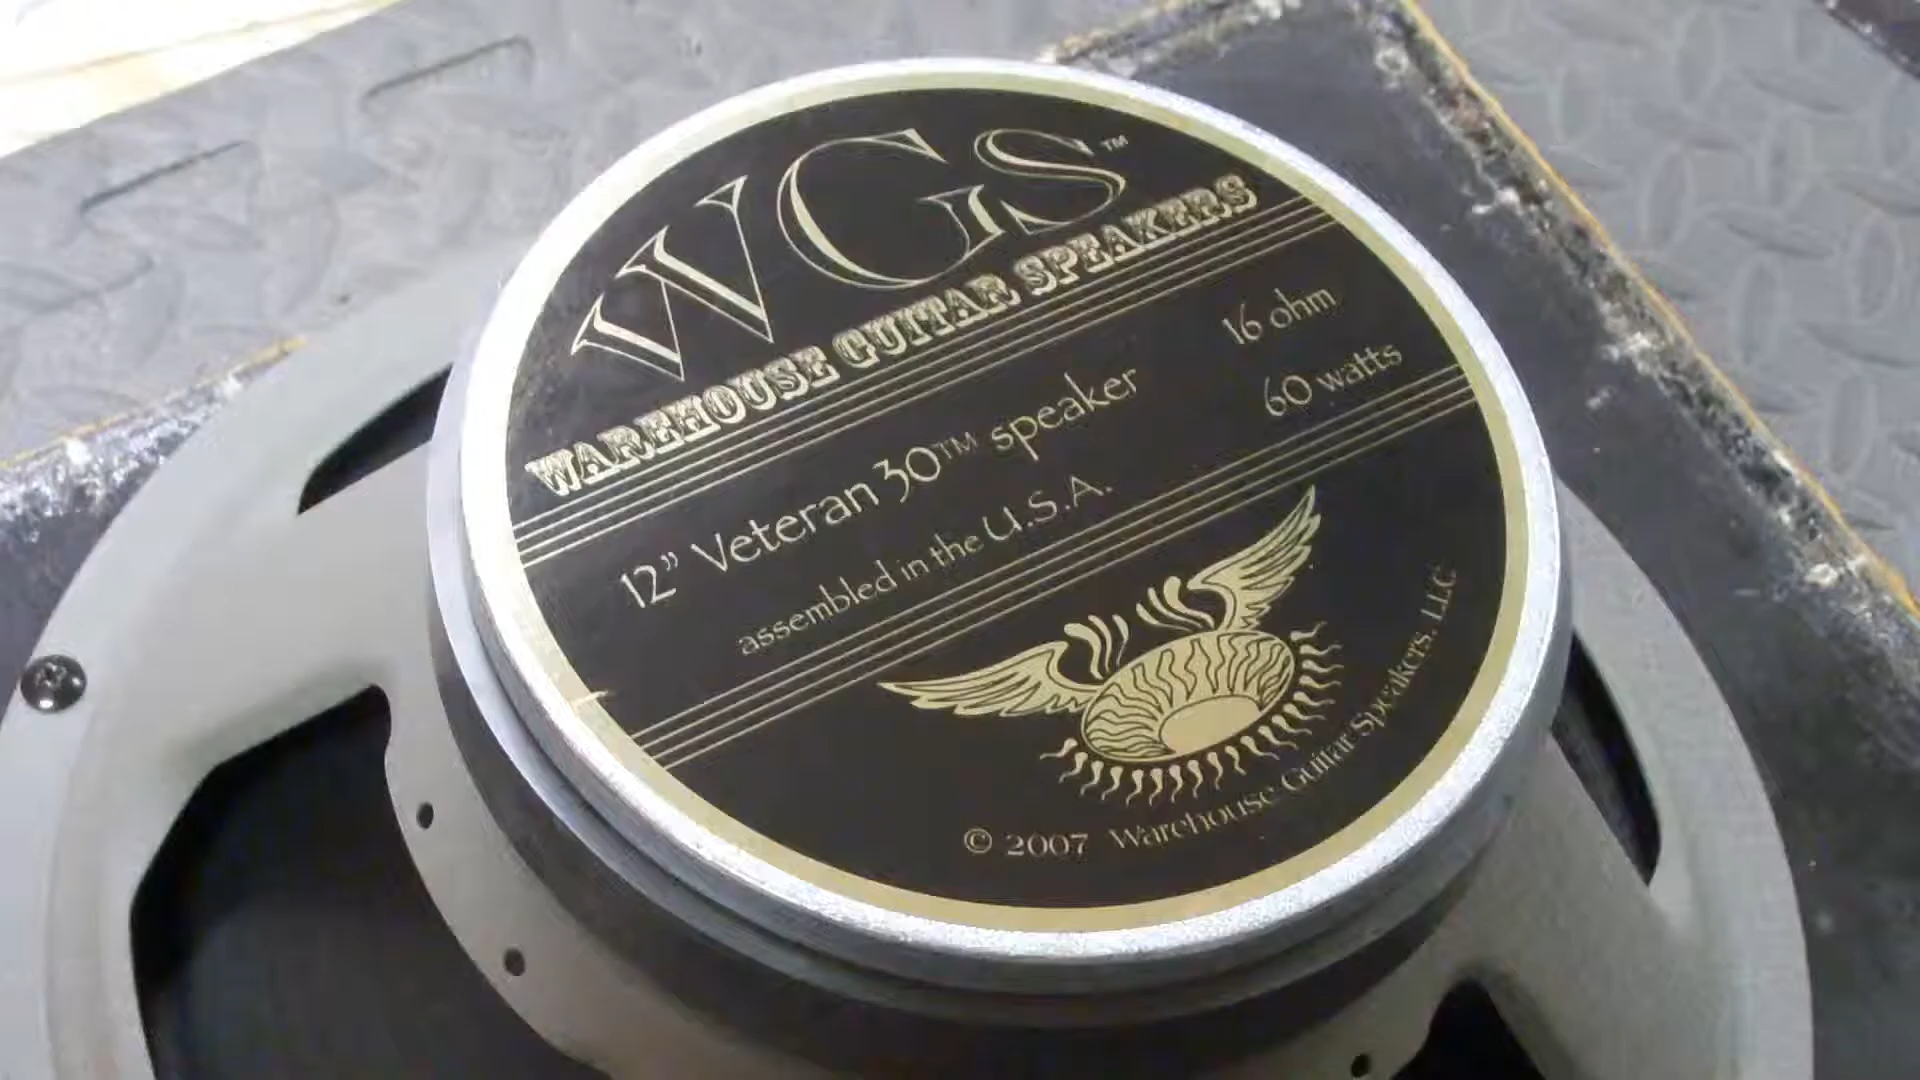 WGS™
WAREHOUSE GUITAR SPEAKERS
12” Veteran 30™ speaker
16 ohm
60 watts
assembled in the U.S.A.
© 2007 Warehouse Guitar Speakers, LLC